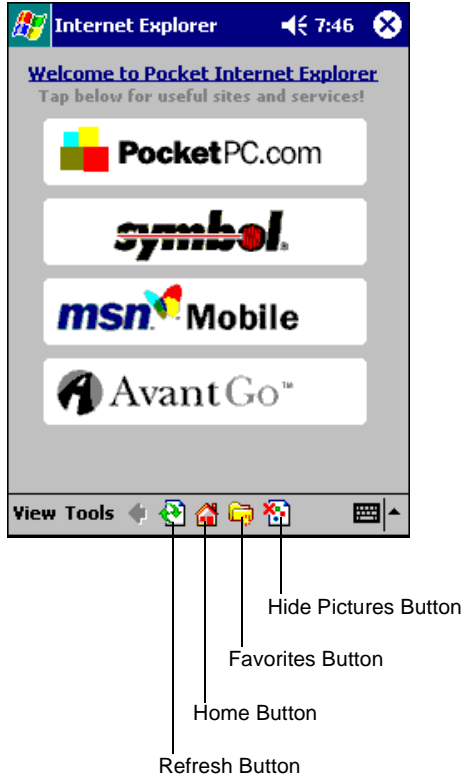 Internet Explorer 7:46
Welcome to Pocket Internet Explorer
Tap below for useful sites and services!
PocketPC.com
symbol®
msn Mobile
AvantGo™
View Tools
Hide Pictures Button
Favorites Button
Home Button
Refresh Button